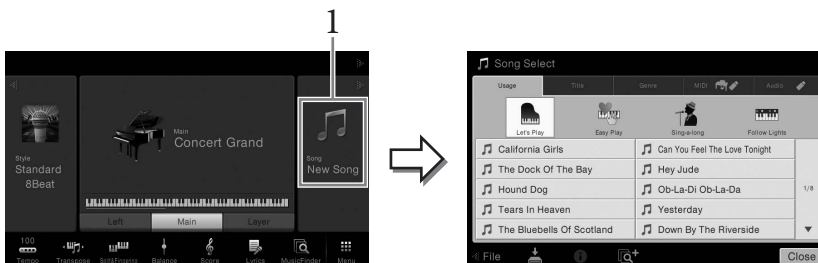 1
Style
Standard
8Beat
Main
Concert Grand
Song
New Song
Left
Main
Layer
100
Tempo
Transpose
Split&Fingering
Balance
Score
Lyrics
MusicFinder
Menu
Song Select
Usage
Title
Genre
MIDI
Audio
Let's Play
Easy Play
Sing-a-long
Follow Lights
California Girls
Can You Feel The Love Tonight
The Dock Of The Bay
Hey Jude
Hound Dog
Ob-La-Di Ob-La-Da
Tears In Heaven
Yesterday
The Bluebells Of Scotland
Down By The Riverside
1/8
File
Close